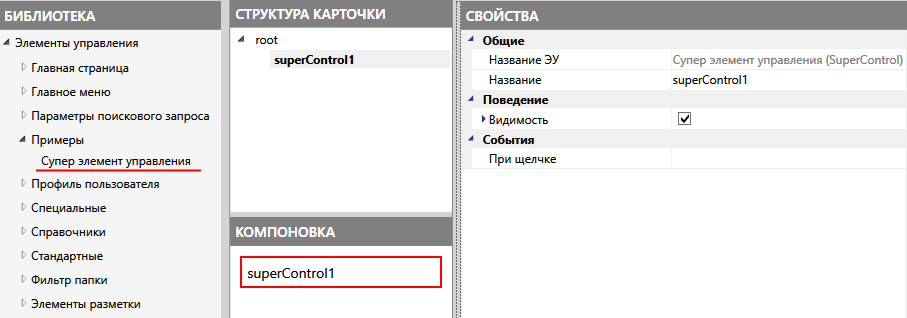 БИБЛИОТЕКА
Элементы управления
Главная страница
Главное меню
Параметры поискового запроса
Примеры
Супер элемент управления
Профиль пользователя
Специальные
Справочники
Стандартные
Фильтр папки
Элементы разметки
СТРУКТУРА КАРТОЧКИ
root
superControl1
КОМПОНОВКА
superControl1
СВОЙСТВА
Общие
Название ЭУ Супер элемент управления (SuperControl)
Название superControl1
Поведение
Видимость
События
При щелчке